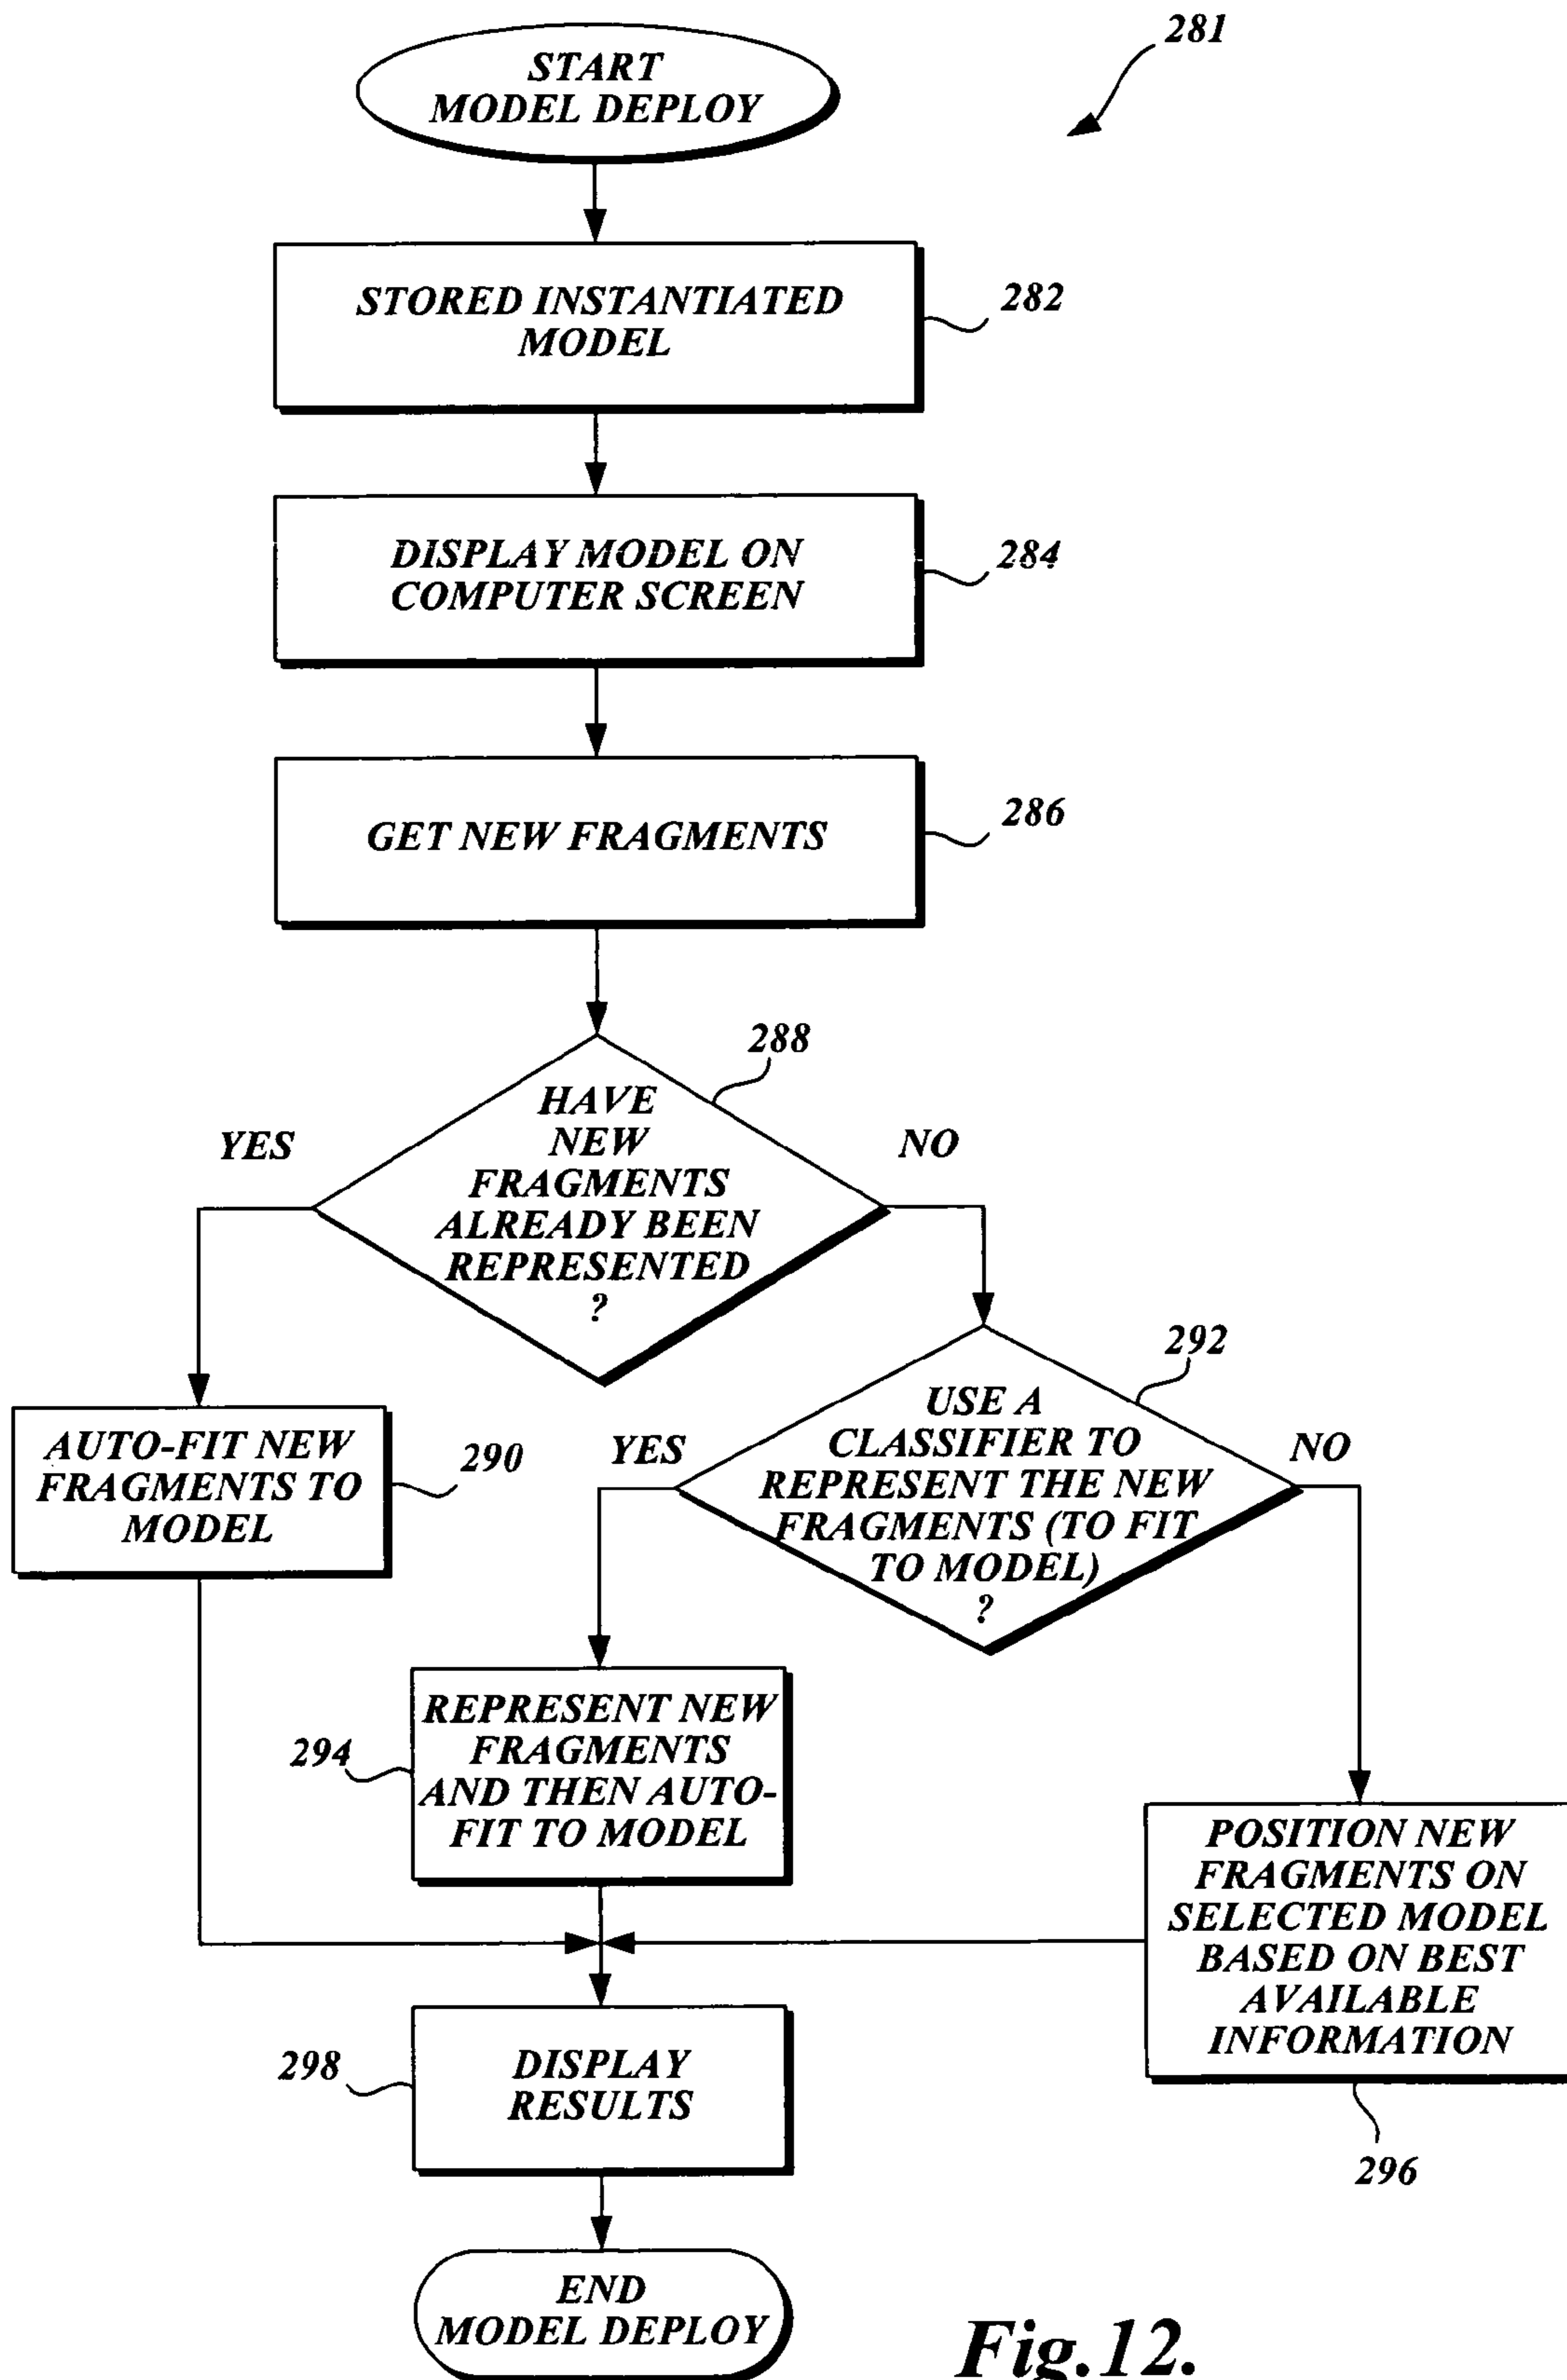 281
START
MODEL DEPLOY
STORED INSTANTIATED
MODEL
282
DISPLAY MODEL ON
COMPUTER SCREEN
284
GET NEW FRAGMENTS
286
288
HAVE
NEW
FRAGMENTS
ALREADY BEEN
REPRESENTED
?
YES
NO
292
AUTO-FIT NEW
FRAGMENTS TO
MODEL
290
USE A
CLASSIFIER TO
REPRESENT THE NEW
FRAGMENTS (TO FIT
TO MODEL)
?
YES
NO
REPRESENT NEW
FRAGMENTS
AND THEN AUTO-
FIT TO MODEL
294
POSITION NEW
FRAGMENTS ON
SELECTED MODEL
BASED ON BEST
AVAILABLE
INFORMATION
296
DISPLAY
RESULTS
298
END
MODEL DEPLOY
Fig.12.